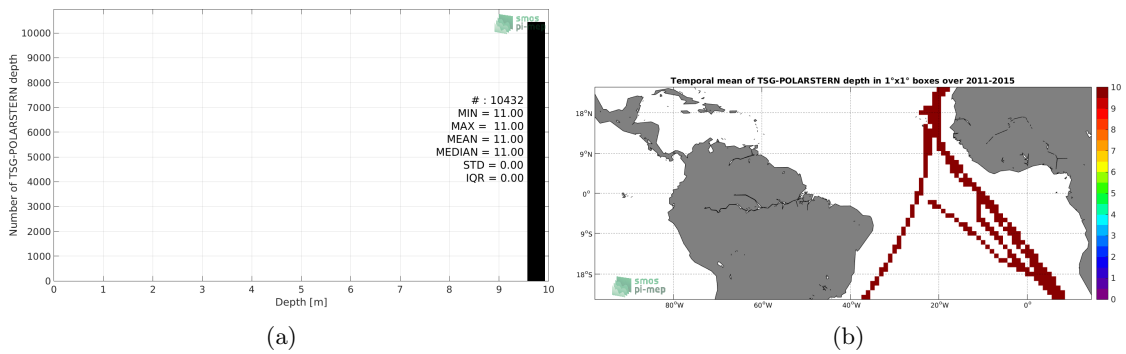 smos
pi-mep
10000
9000
8000
7000
6000
5000
4000
3000
2000
1000
0
Number of TSG-POLARSTERN depth
# : 10432
MIN = 11.00
MAX = 11.00
MEAN = 11.00
MEDIAN = 11.00
STD = 0.00
IQR = 0.00
0 1 2 3 4 5 6 7 8 9 10
Depth [m]
(a)
Temporal mean of TSG-POLARSTERN depth in 1°x1° boxes over 2011-2015
18°N
9°N
0°
9°S
18°S
80°W 60°W 40°W 20°W 0°
10
9
8
7
6
5
4
3
2
1
0
smos
pi-mep
(b)